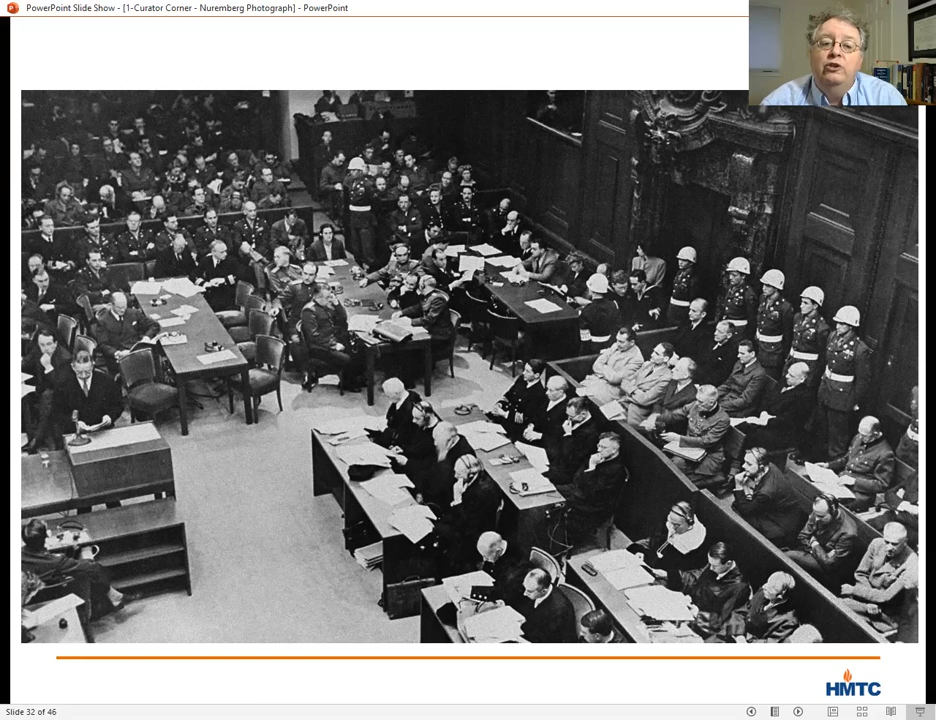 PowerPoint Slide Show - [1-Curator Corner - Nuremberg Photograph] - PowerPoint
HMTC
Slide 32 of 46